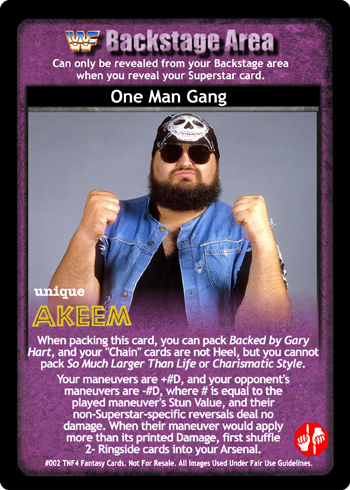 WF Backstage Area
Can only be revealed from your Backstage area
when you reveal your Superstar card.
One Man Gang
unique
AKEEM
When packing this card, you can pack Backed by Gary
Hart, and your "Chain" cards are not Heel, but you cannot
pack So Much Larger Than Life or Charismatic Style.
Your maneuvers are +#D, and your opponent's
maneuvers are -#D, where # is equal to the
played maneuver's Stun Value, and their
non-Superstar-specific reversals deal no
damage. When their maneuver would apply
more than its printed Damage, first shuffle
2- Ringside cards into your Arsenal.
#002 TNF4 Fantasy Cards. Not For Resale. All Images Used Under Fair Use Guidelines.